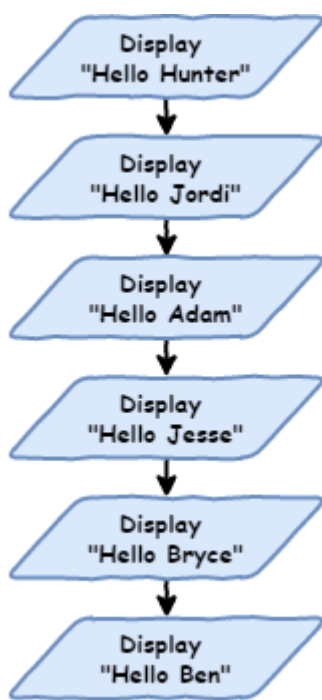 Display
"Hello Hunter"
Display
"Hello Jordi"
Display
"Hello Adam"
Display
"Hello Jesse"
Display
"Hello Bryce"
Display
"Hello Ben"